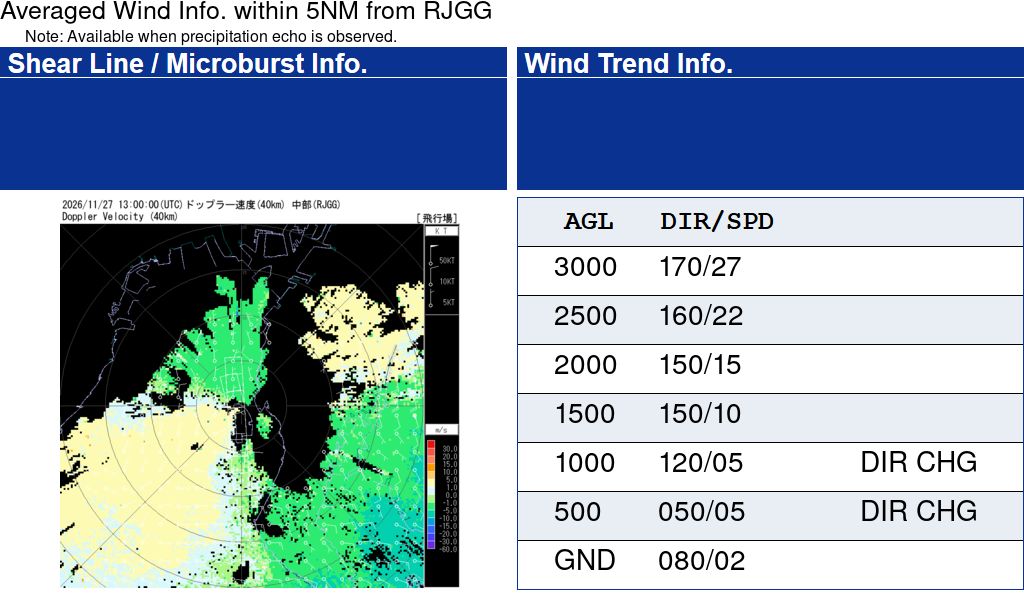 Averaged Wind Info. within 5NM from RJGG
Note: Available when precipitation echo is observed.
Shear Line / Microburst Info.
Wind Trend Info.
2026/11/27 13:00:00(UTC) ドップラー速度(40km) 中部(RJGG)
Doppler Velocity (40km)
[飛行場]
K T
50KT
10KT
5KT
m/s
30.0
20.0
15.0
10.0
5.0
1.0
0.0
-1.0
-5.0
-10.0
-15.0
-20.0
-30.0
-60.0
AGL DIR/SPD
3000 170/27
2500 160/22
2000 150/15
1500 150/10
1000 120/05 DIR CHG
500 050/05 DIR CHG
GND 080/02